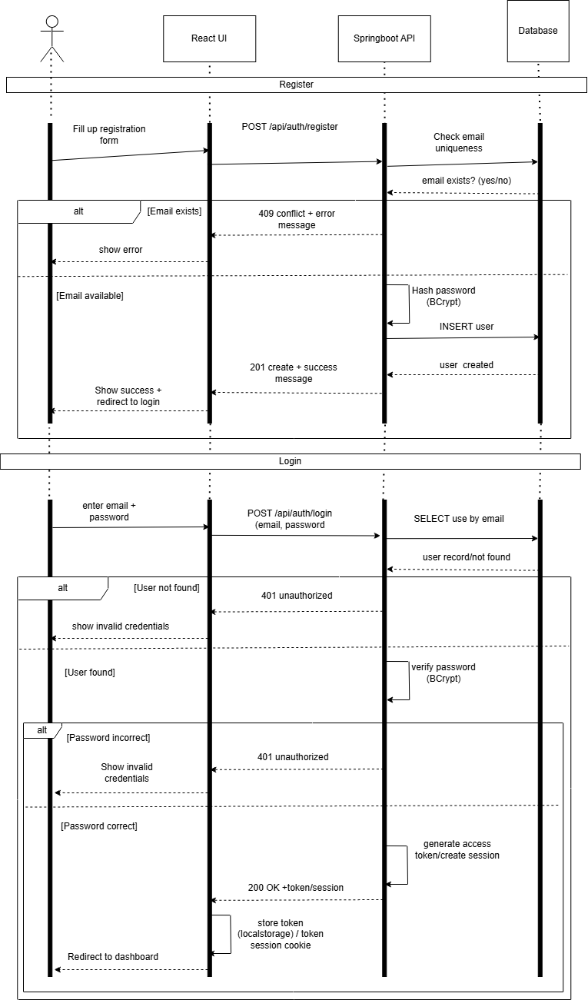 React UI
Springboot API
Database
Register
Fill up registration
form
POST /api/auth/register
Check email
uniqueness
email exists? (yes/no)
alt
[Email exists]
409 conflict + error
message
show error
[Email available]
Hash password
(BCrypt)
INSERT user
201 create + success
message
user  created
Show success +
redirect to login
Login
enter email +
password
POST /api/auth/login
(email, password
SELECT use by email
user record/not found
alt
[User not found]
401 unauthorized
show invalid credentials
[User found]
verify password
(BCrypt)
alt
[Password incorrect]
401 unauthorized
Show invalid
credentials
[Password correct]
generate access
token/create session
200 OK +token/session
store token
(localstorage) / token
session cookie
Redirect to dashboard